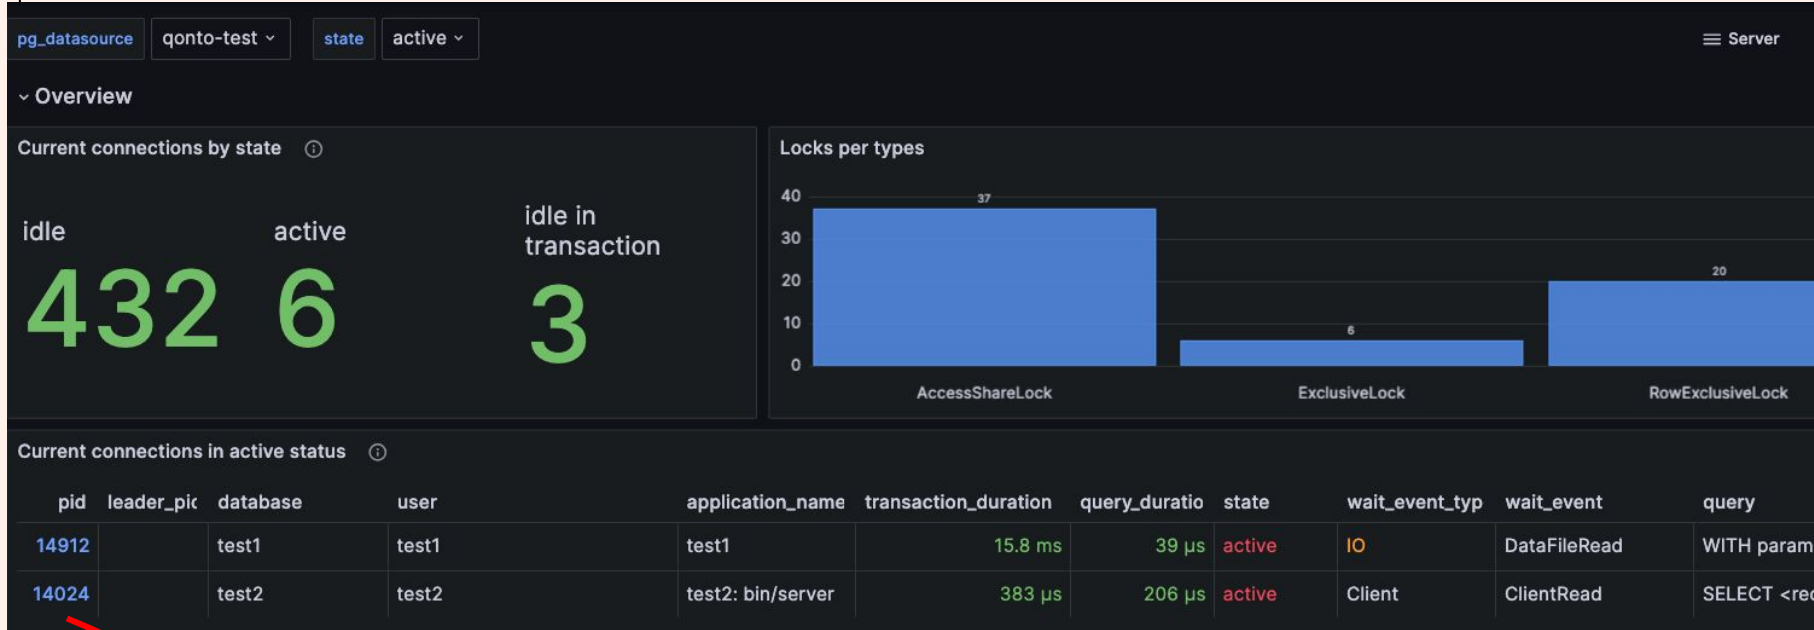 pg_datasource qonto-test state active Server
Overview
Current connections by state
idle
432
active
6
idle in
transaction
3
Locks per types
40
30
20
10
0
37
6
20
AccessShareLock ExclusiveLock RowExclusiveLock
Current connections in active status
pid leader_pic database user application_name transaction_duration query_duratio state wait_event_typ wait_event query
14912 test1 test1 test1 15.8 ms 39 µs active IO DataFileRead WITH param
14024 test2 test2 test2: bin/server 383 µs 206 µs active Client ClientRead SELECT <rec